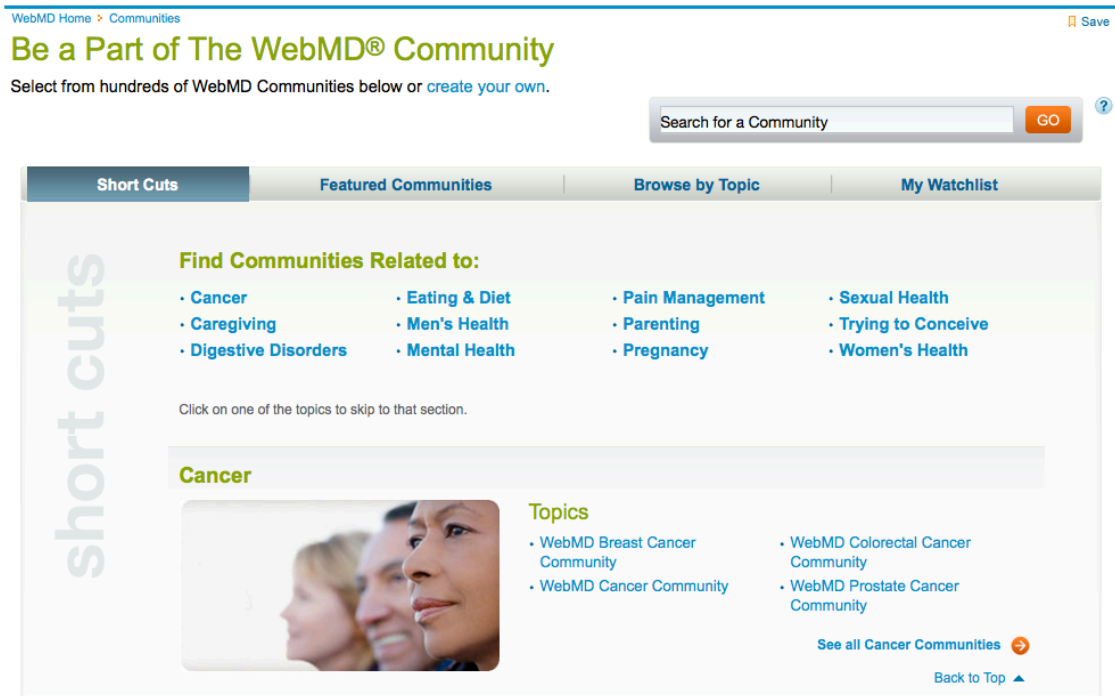 WebMD Home > Communities
Save
Be a Part of The WebMD® Community
Select from hundreds of WebMD Communities below or create your own.
?
Search for a Community
GO
Short Cuts
Featured Communities
Browse by Topic
My Watchlist
short cuts
Find Communities Related to:
· Cancer
· Caregiving
· Digestive Disorders
· Eating & Diet
· Men's Health
· Mental Health
· Pain Management
· Parenting
· Pregnancy
· Sexual Health
· Trying to Conceive
· Women's Health
Click on one of the topics to skip to that section.
Cancer
Topics
· WebMD Breast Cancer
Community
· WebMD Cancer Community
· WebMD Colorectal Cancer
Community
· WebMD Prostate Cancer
Community
See all Cancer Communities
Back to Top